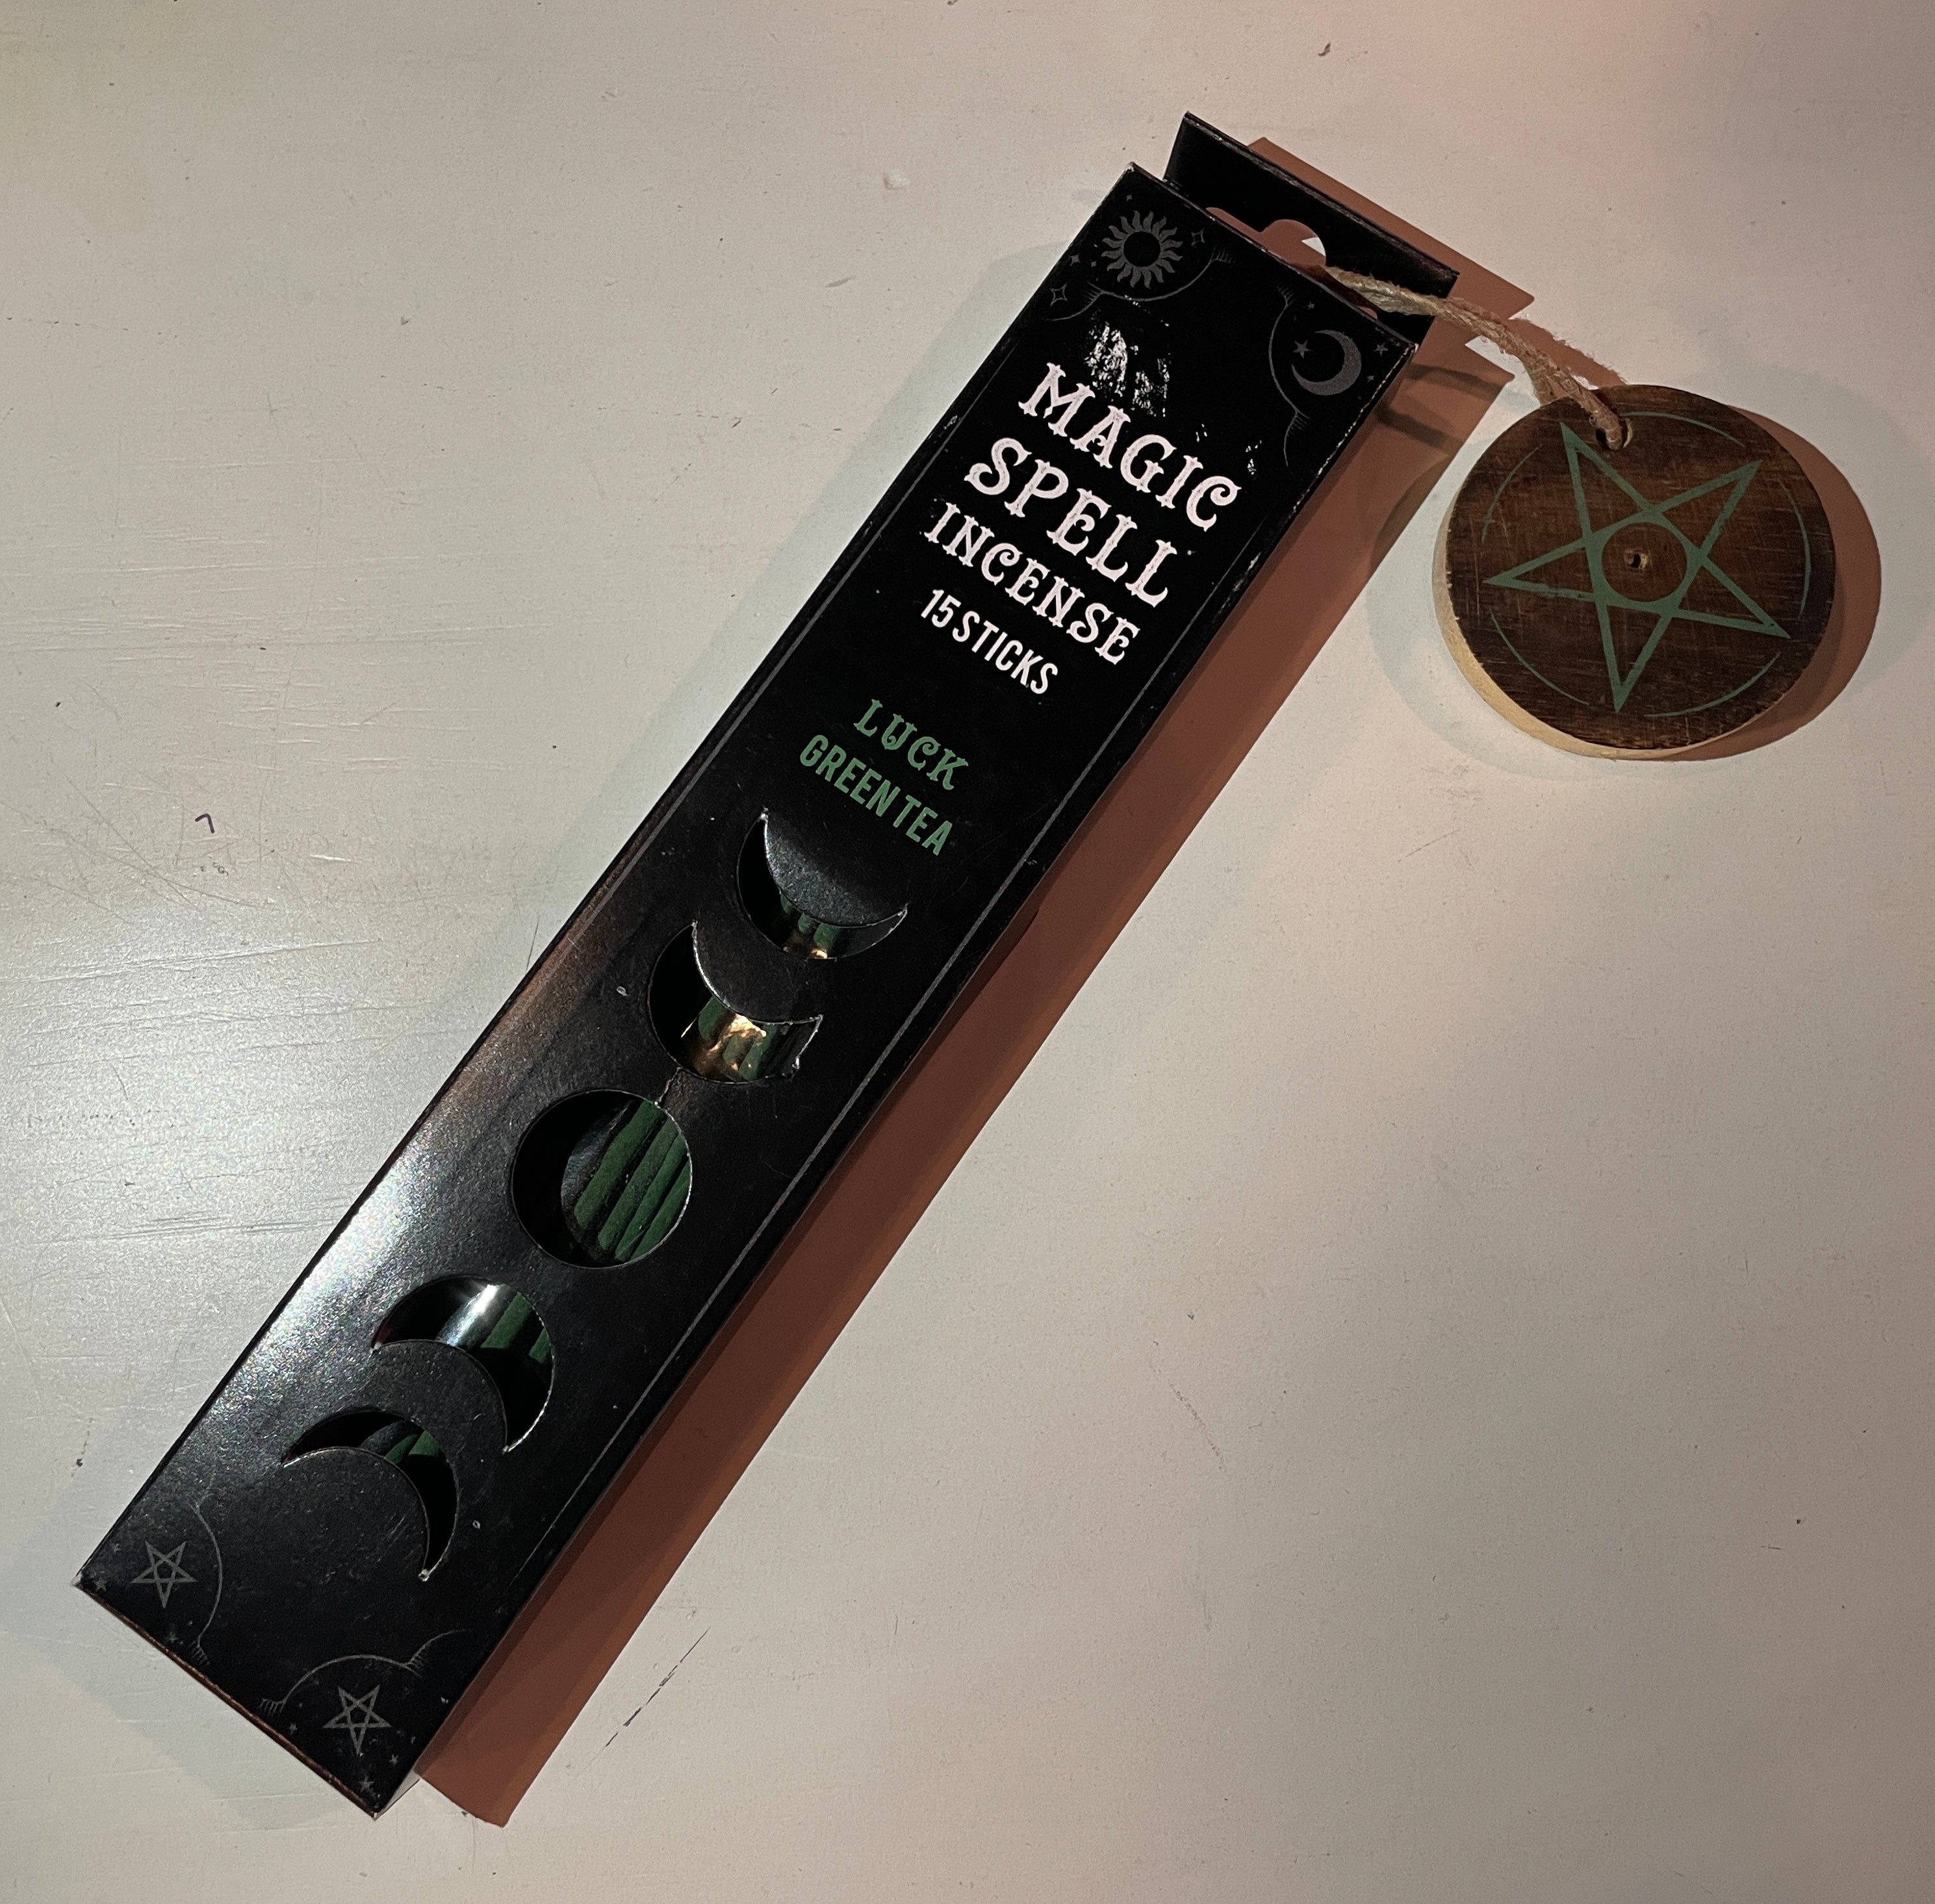 MAGIC
SPELL
INCENSE
15 STICKS
LUCK
GREEN TEA